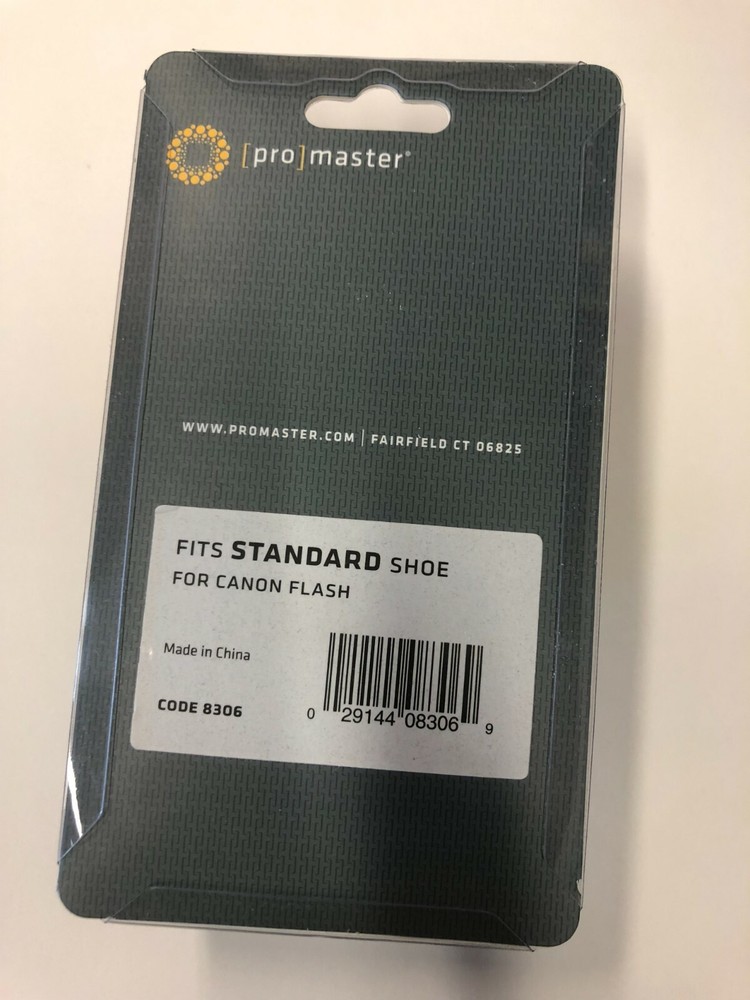 [pro]master®
WWW.PROMASTER.COM | FAIRFIELD CT 06825
FITS STANDARD SHOE
FOR CANON FLASH
Made in China
CODE 8306
0 29144 08306 9